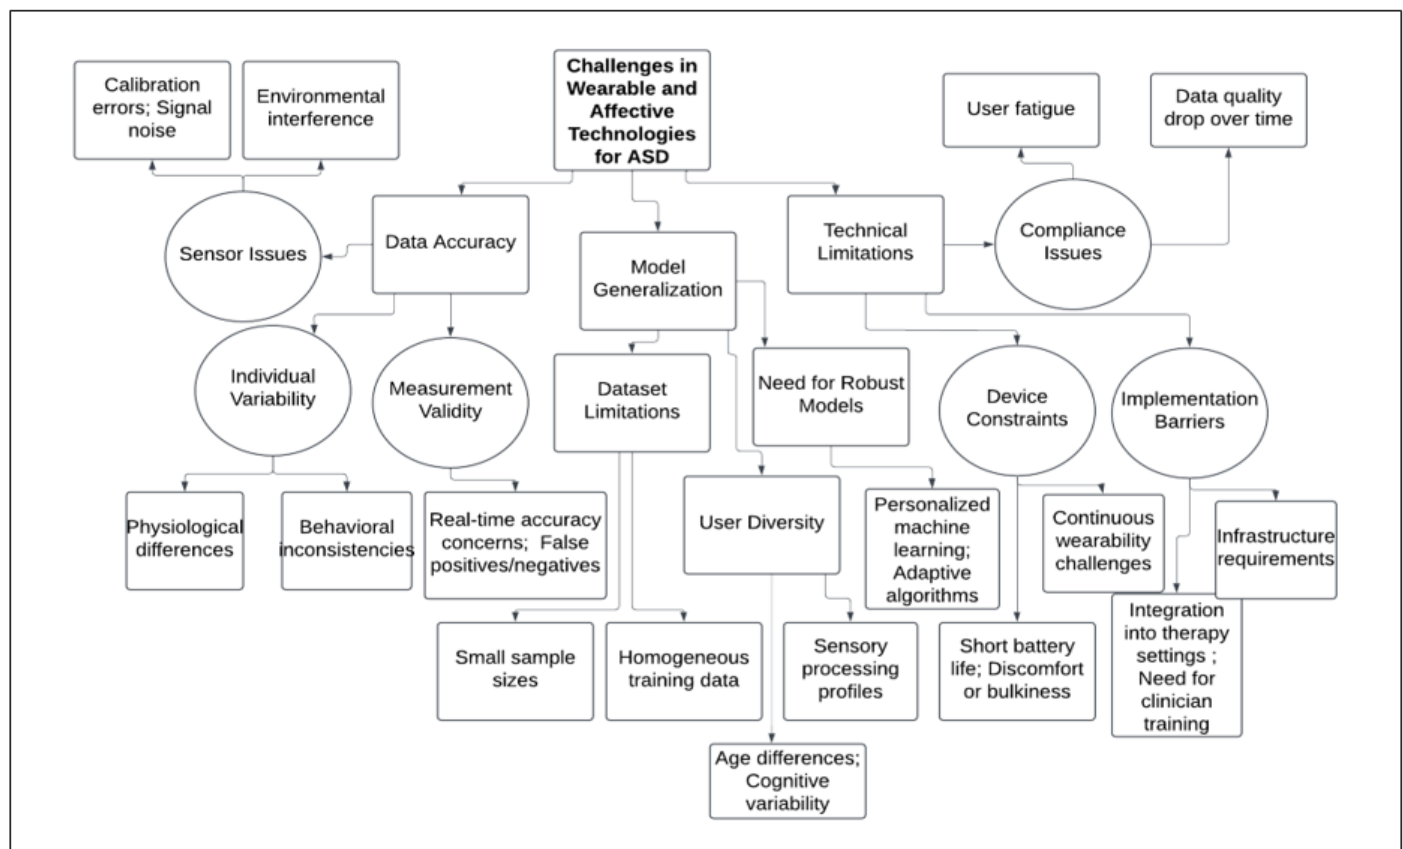 Challenges in
Wearable and
Affective
Technologies
for ASD
Calibration
errors; Signal
noise
Environmental
interference
User fatigue
Data quality
drop over time
Sensor Issues
Data Accuracy
Model
Generalization
Technical
Limitations
Compliance
Issues
Individual
Variability
Measurement
Validity
Dataset
Limitations
Need for Robust
Models
Device
Constraints
Implementation
Barriers
Physiological
differences
Behavioral
inconsistencies
Real-time accuracy
concerns; False
positives/negatives
User Diversity
Personalized
machine
learning;
Adaptive
algorithms
Continuous
wearability
challenges
Infrastructure
requirements
Small sample
sizes
Homogeneous
training data
Sensory
processing
profiles
Short battery
life; Discomfort
or bulkiness
Integration
into therapy
settings ;
Need for
clinician
training
Age differences;
Cognitive
variability